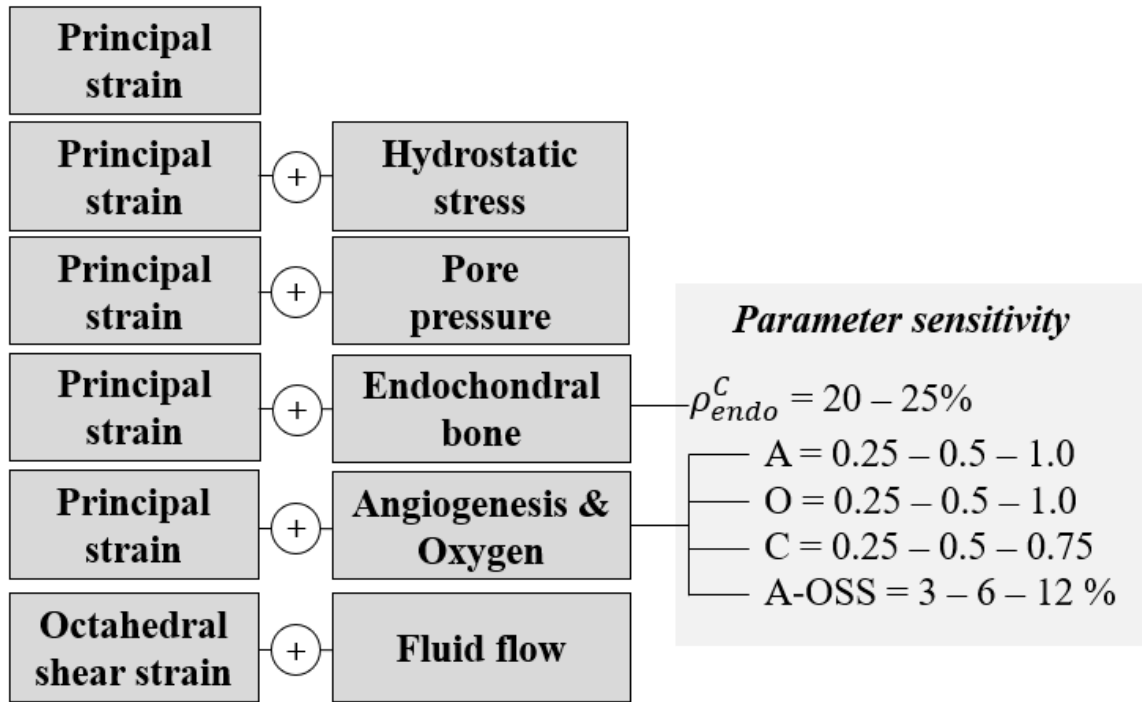 Principal
strain
Principal
strain
+
Hydrostatic
stress
Principal
strain
+
Pore
pressure
Principal
strain
+
Endochondral
bone
Principal
strain
+
Angiogenesis &
Oxygen
Octahedral
shear strain
+
Fluid flow
Parameter sensitivity
ρ_{endo}^{C} = 20 – 25%
A = 0.25 – 0.5 – 1.0
O = 0.25 – 0.5 – 1.0
C = 0.25 – 0.5 – 0.75
A-OSS = 3 – 6 – 12 %